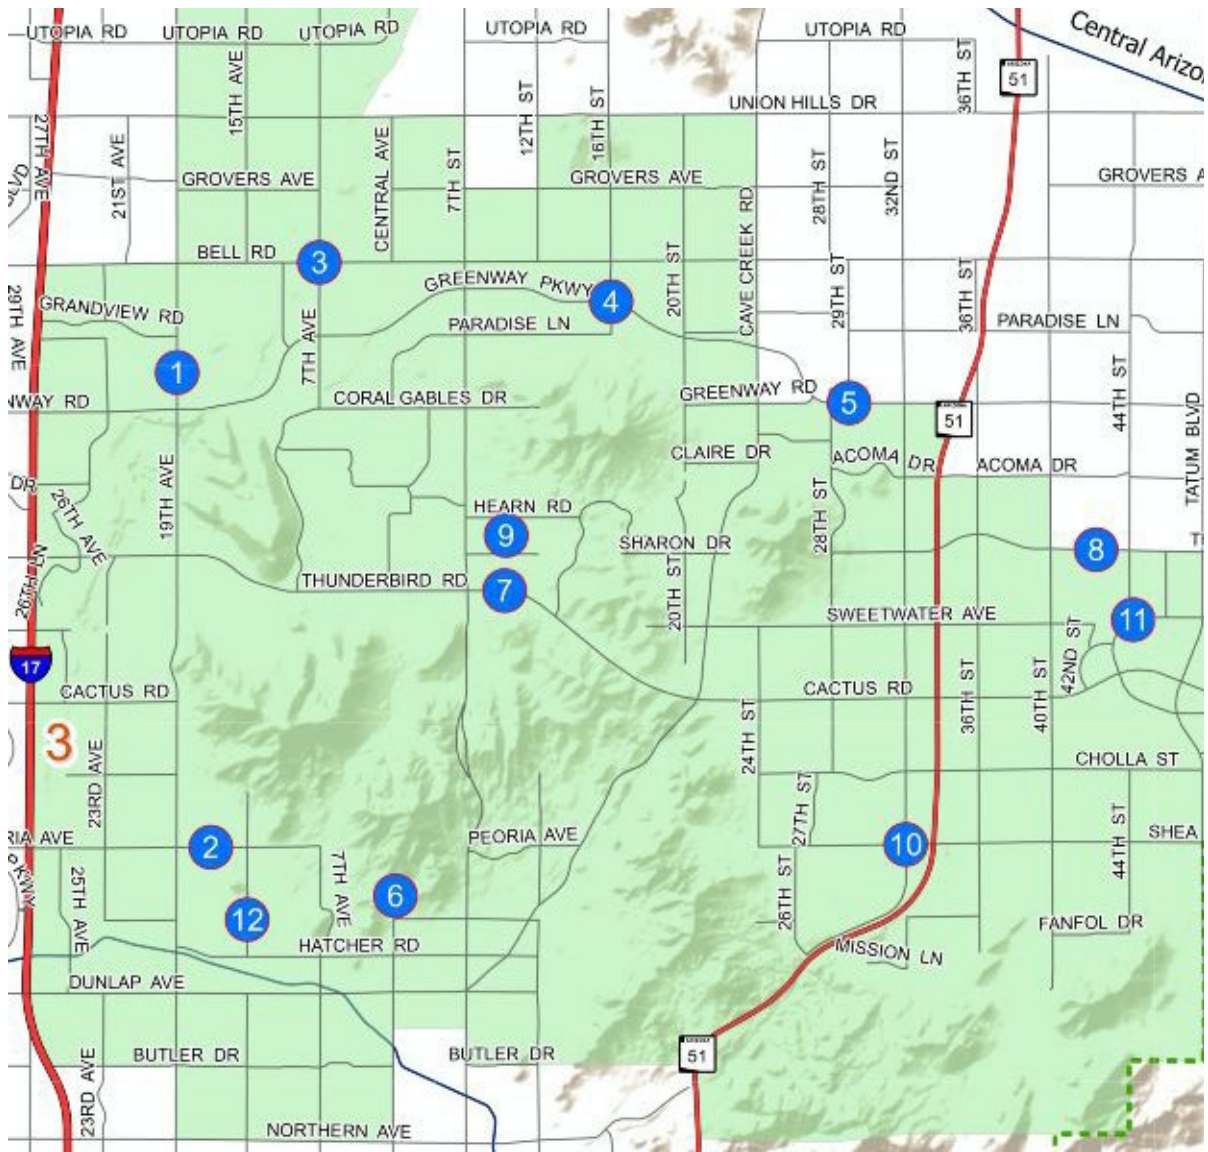 UTOPIA RD
UTOPIA RD
UTOPIA RD
UTOPIA RD
UTOPIA RD
36TH ST
51
Central Arizo
15TH AVE
12TH ST
16TH ST
UNION HILLS DR
27TH AVE
21ST AVE
CENTRAL AVE
7TH ST
28TH ST
32ND ST
GROVERS AVE
GROVERS AVE
GROVERS A
CAVE CREEK RD
20TH ST
BELL RD
3
29TH AVE
GRANDVIEW RD
GREENWAY PKWY
4
29TH ST
36TH ST
PARADISE LN
PARADISE LN
7TH AVE
1
44TH ST
TATUM BLVD
NWAY RD
CORAL GABLES DR
GREENWAY RD
5
51
CLAIRE DR
ACOMA DR
ACOMA DR
DR
26TH AVE
19TH AVE
HEARN RD
28TH ST
9
SHARON DR
8
T
29TH LN
THUNDERBIRD RD
7
20TH ST
SWEETWATER AVE
11
17
42ND ST
40TH ST
36TH ST
CACTUS RD
CACTUS RD
3
24TH ST
23RD AVE
CHOLLA ST
27TH ST
RIA AVE
2
PEORIA AVE
10
44TH ST
SHEA
PKWY
25TH AVE
7TH AVE
6
26TH ST
12
HATCHER RD
FANFOL DR
MISSION LN
DUNLAP AVE
BUTLER DR
BUTLER DR
51
23RD AVE
NORTHERN AVE